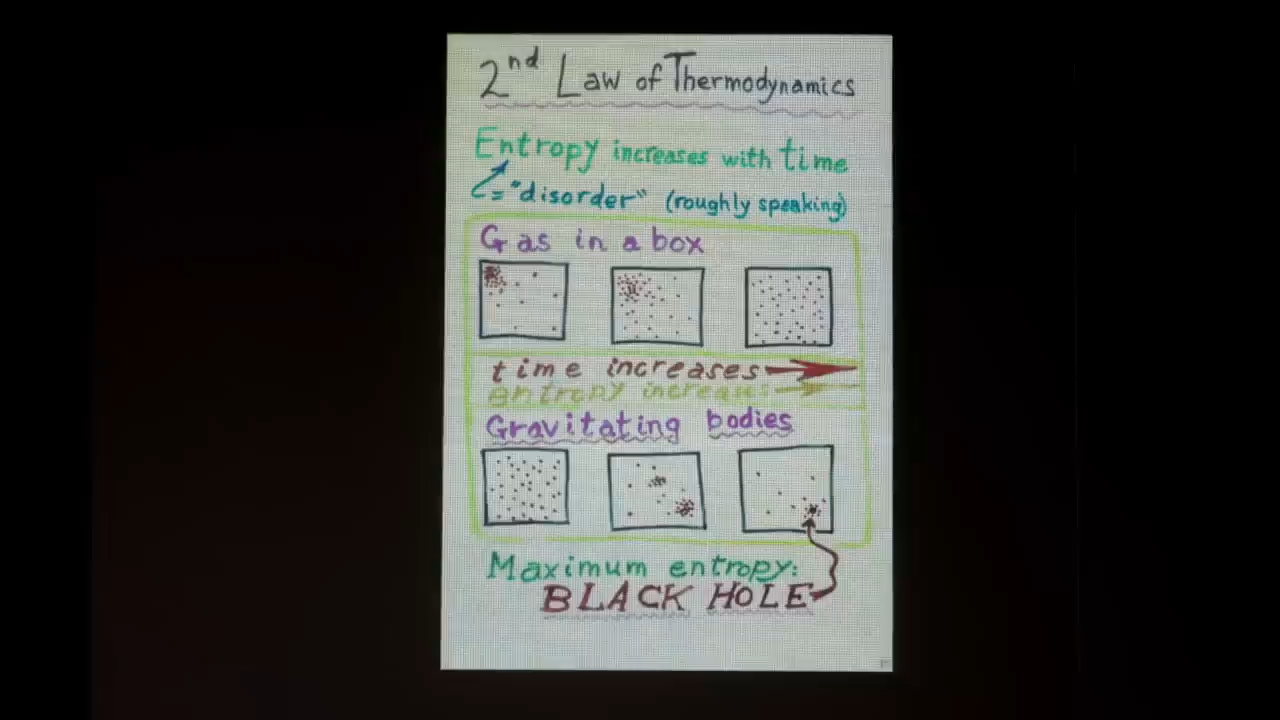 2nd Law of Thermodynamics
Entropy increases with time
= "disorder" (roughly speaking)
Gas in a box
time increases
entropy increases
Gravitating bodies
Maximum entropy:
BLACK HOLE